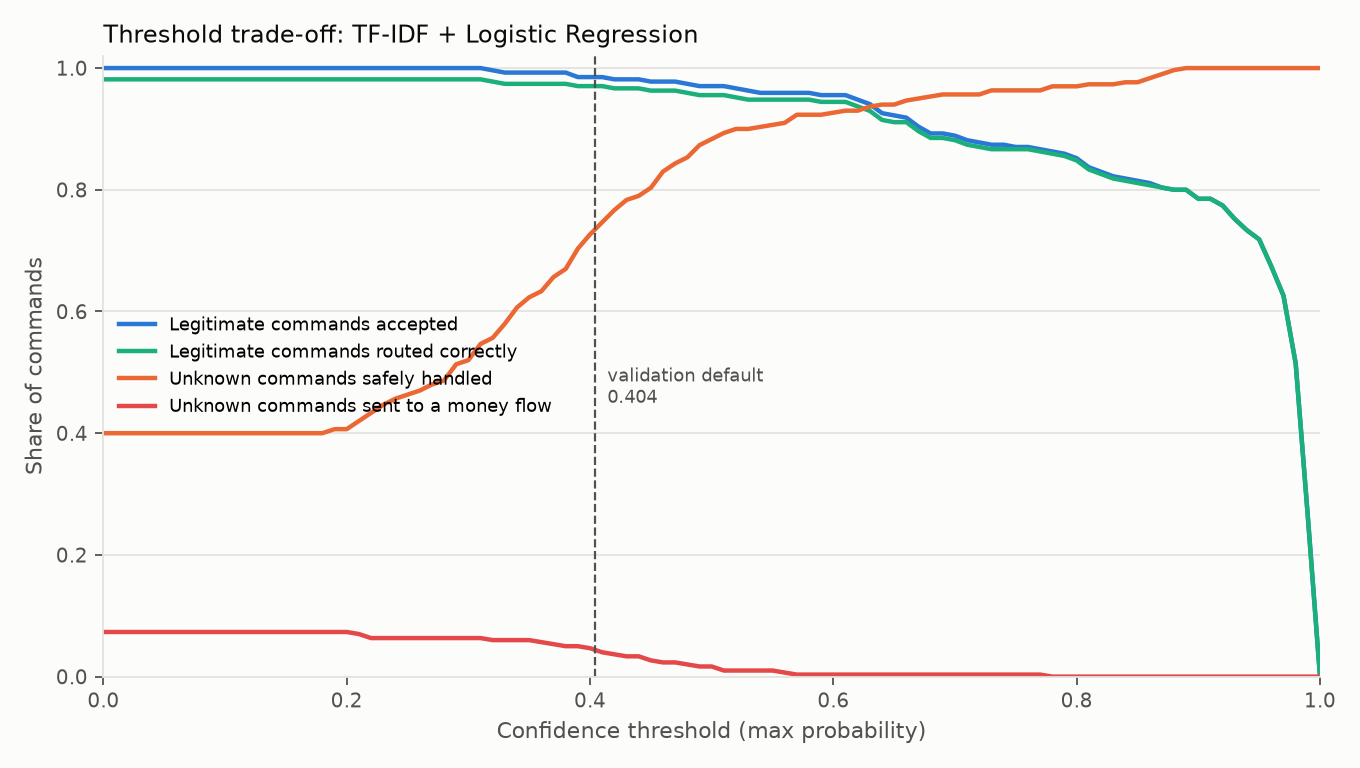 Threshold trade-off: TF-IDF + Logistic Regression
1.0
0.8
0.6
0.4
0.2
0.0
Share of commands
Legitimate commands accepted
Legitimate commands routed correctly
Unknown commands safely handled
Unknown commands sent to a money flow
validation default
0.404
0.0 0.2 0.4 0.6 0.8 1.0
Confidence threshold (max probability)